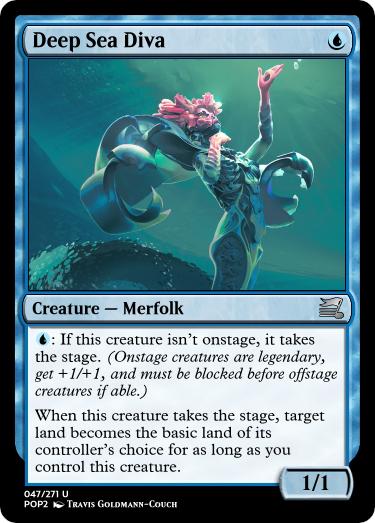 Deep Sea Diva
Creature — Merfolk
: If this creature isn't onstage, it takes
the stage. (Onstage creatures are legendary,
get +1/+1, and must be blocked before offstage
creatures if able.)
When this creature takes the stage, target
land becomes the basic land of its
controller's choice for as long as you
control this creature.
1/1
047/271 U
POP2 Travis Goldmann-Couch